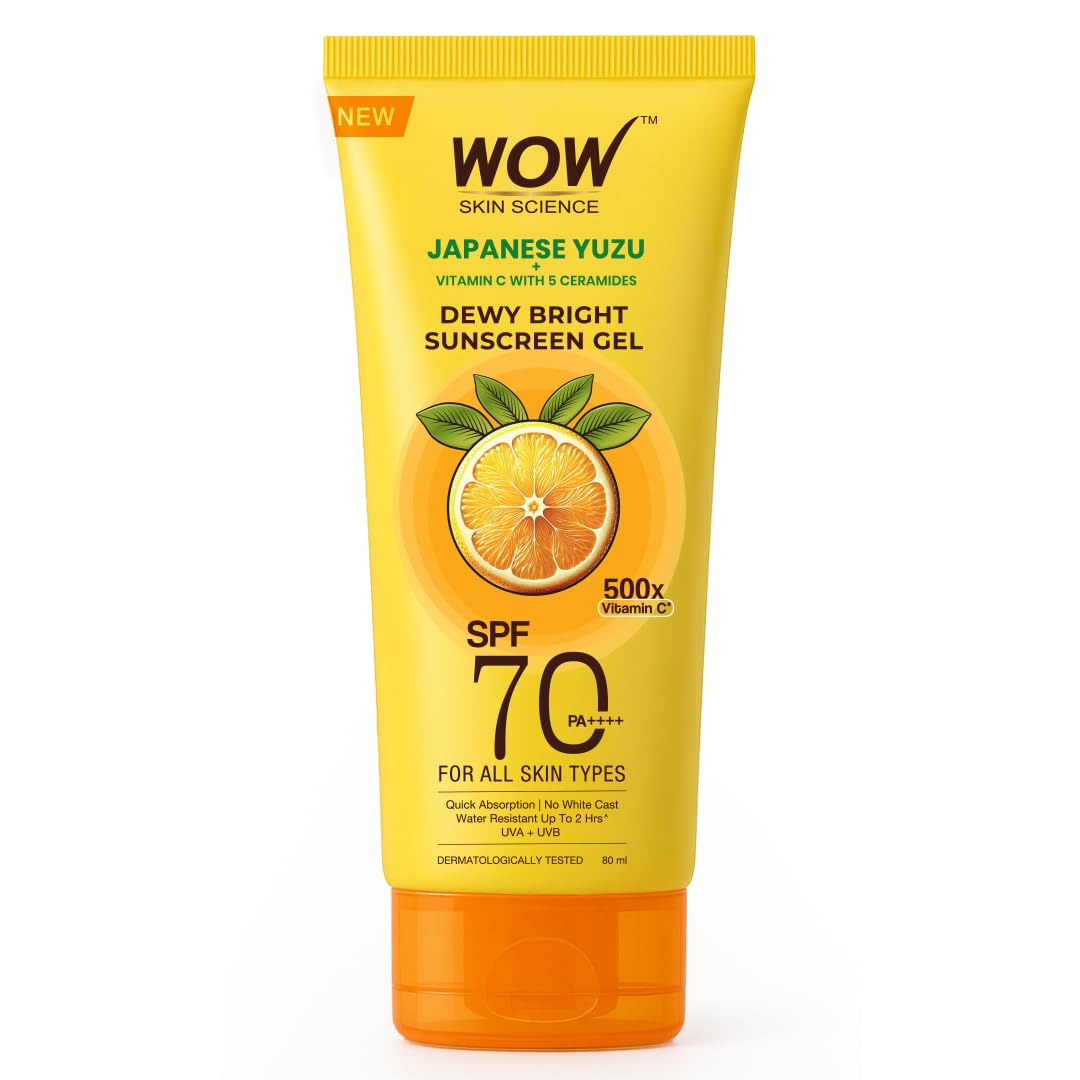 NEW
WOW™
SKIN SCIENCE
JAPANESE YUZU
+
VITAMIN C WITH 5 CERAMIDES
DEWY BRIGHT
SUNSCREEN GEL
500x
Vitamin C*
SPF
70
PA++++
FOR ALL SKIN TYPES
Quick Absorption | No White Cast
Water Resistant Up To 2 Hrs^
UVA + UVB
DERMATOLOGICALLY TESTED 80 ml